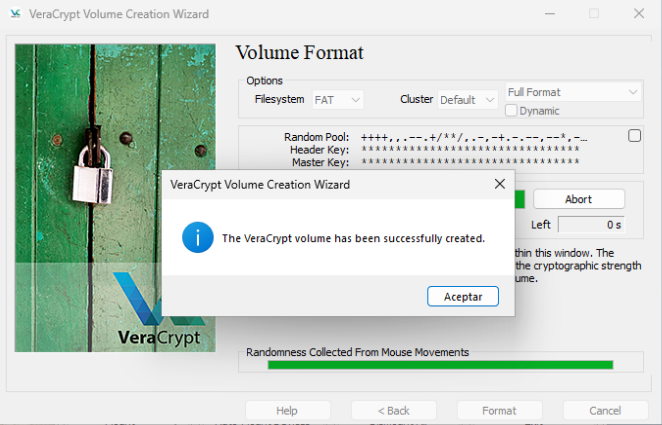 VeraCrypt Volume Creation Wizard
Volume Format
Options
Filesystem FAT Cluster Default Full Format
Dynamic
Random Pool: ++++,,.--.+/**/,.-,-+.-.--,--*,-...
Header Key: ********************************
Master Key: ********************************
VeraCrypt Volume Creation Wizard
Abort
The VeraCrypt volume has been successfully created.
Left 0 s
thin this window. The
the cryptographic strength
ume.
Aceptar
VeraCrypt
Randomness Collected From Mouse Movements
Help < Back Format Cancel